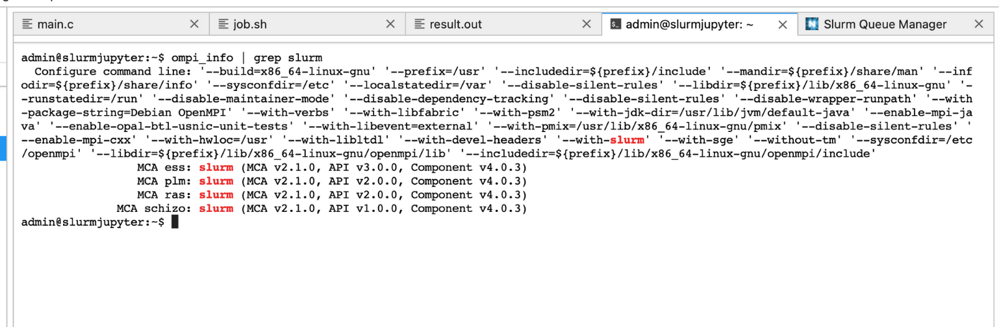 main.c
job.sh
result.out
admin@slurmjupyter: ~
Slurm Queue Manager
admin@slurmjupyter:~$ ompi_info | grep slurm
Configure command line: '--build=x86_64-linux-gnu' '--prefix=/usr' '--includedir=${prefix}/include' '--mandir=${prefix}/share/man' '--inf
odir=${prefix}/share/info' '--sysconfdir=/etc' '--localstatedir=/var' '--disable-silent-rules' '--libdir=${prefix}/lib/x86_64-linux-gnu' '-
-runstatedir=/run' '--disable-maintainer-mode' '--disable-dependency-tracking' '--disable-silent-rules' '--disable-wrapper-runpath' '--with
-package-string=Debian OpenMPI' '--with-verbs' '--with-libfabric' '--with-psm2' '--with-jdk-dir=/usr/lib/jvm/default-java' '--enable-mpi-ja
va' '--enable-opal-btl-usnic-unit-tests' '--with-libevent=external' '--with-pmix=/usr/lib/x86_64-linux-gnu/pmix' '--disable-silent-rules' '
--enable-mpi-cxx' '--with-hwloc=/usr' '--with-libltdl' '--with-devel-headers' '--with-slurm' '--with-sge' '--without-tm' '--sysconfdir=/etc
/openmpi' '--libdir=${prefix}/lib/x86_64-linux-gnu/openmpi/lib' '--includedir=${prefix}/lib/x86_64-linux-gnu/openmpi/include'
MCA ess: slurm (MCA v2.1.0, API v3.0.0, Component v4.0.3)
MCA plm: slurm (MCA v2.1.0, API v2.0.0, Component v4.0.3)
MCA ras: slurm (MCA v2.1.0, API v2.0.0, Component v4.0.3)
MCA schizo: slurm (MCA v2.1.0, API v1.0.0, Component v4.0.3)
admin@slurmjupyter:~$